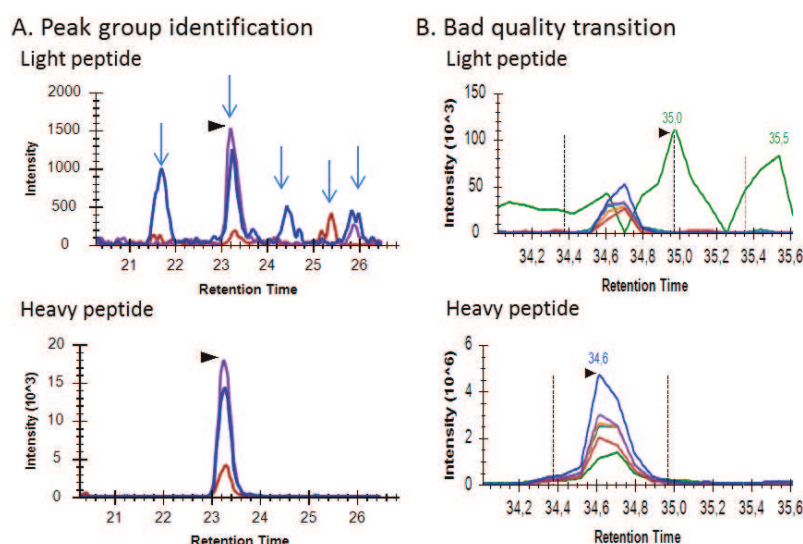 A. Peak group identification
Light peptide
2000
1500
1000
500
0
Intensity
21 22 23 24 25 26
Retention Time
Heavy peptide
20
15
10
5
0
Intensity (10^3)
21 22 23 24 25 26
Retention Time
B. Bad quality transition
Light peptide
150
100
50
0
Intensity (10^3)
35,0
35,5
34,2 34,4 34,6 34,8 35,0 35,2 35,4 35,6
Retention Time
Heavy peptide
6
4
2
0
Intensity (10^6)
34,6
34,2 34,4 34,6 34,8 35,0 35,2 35,4 35,6
Retention Time